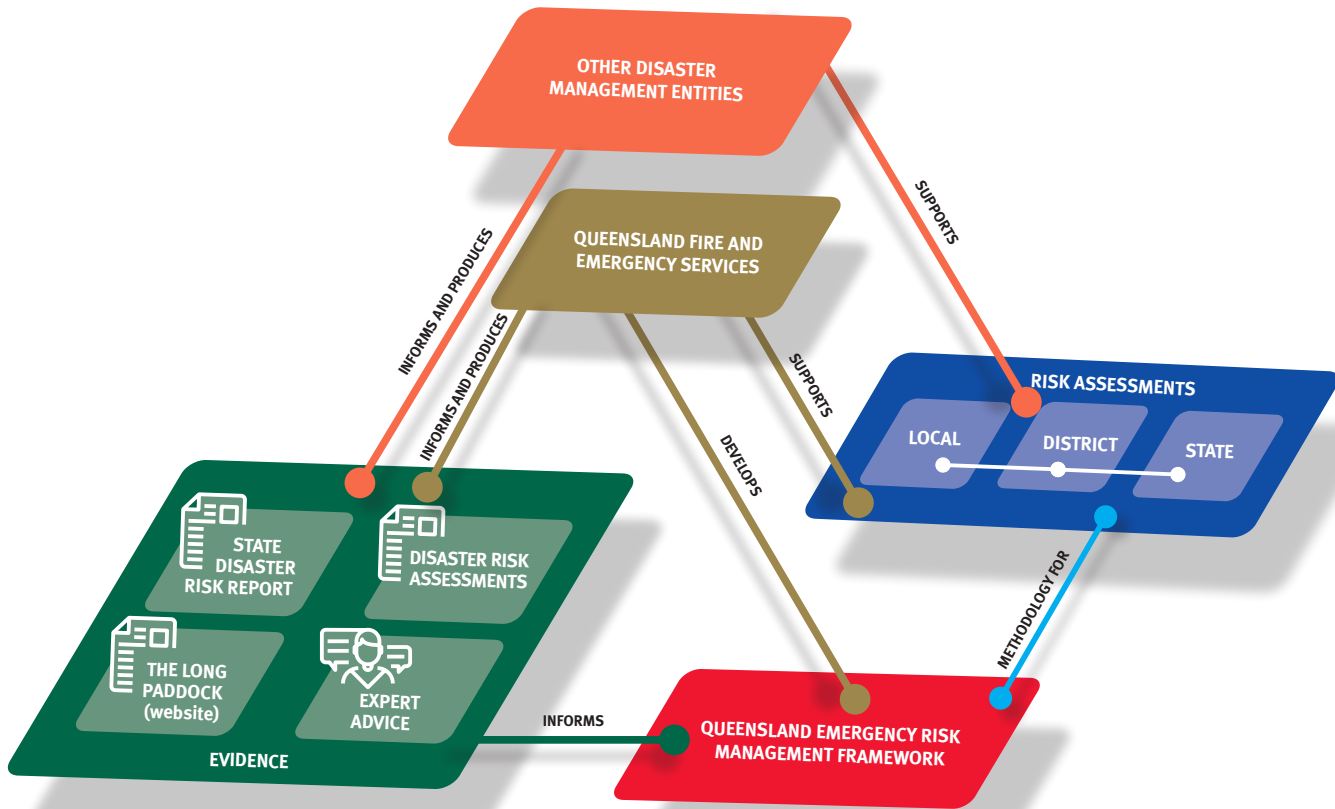 OTHER DISASTER
MANAGEMENT ENTITIES
QUEENSLAND FIRE AND
EMERGENCY SERVICES
INFORMS AND PRODUCES
INFORMS AND PRODUCES
SUPPORTS
SUPPORTS
DEVELOPS
RISK ASSESSMENTS
LOCAL
DISTRICT
STATE
METHODOLOGY FOR
STATE
DISASTER
RISK REPORT
DISASTER RISK
ASSESSMENTS
THE LONG
PADDOCK
(website)
EXPERT
ADVICE
EVIDENCE
INFORMS
QUEENSLAND EMERGENCY RISK
MANAGEMENT FRAMEWORK